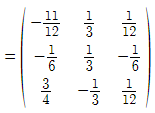 = ( -11/12 1/3 1/12
-1/6 1/3 -1/6
3/4 -1/3 1/12 )